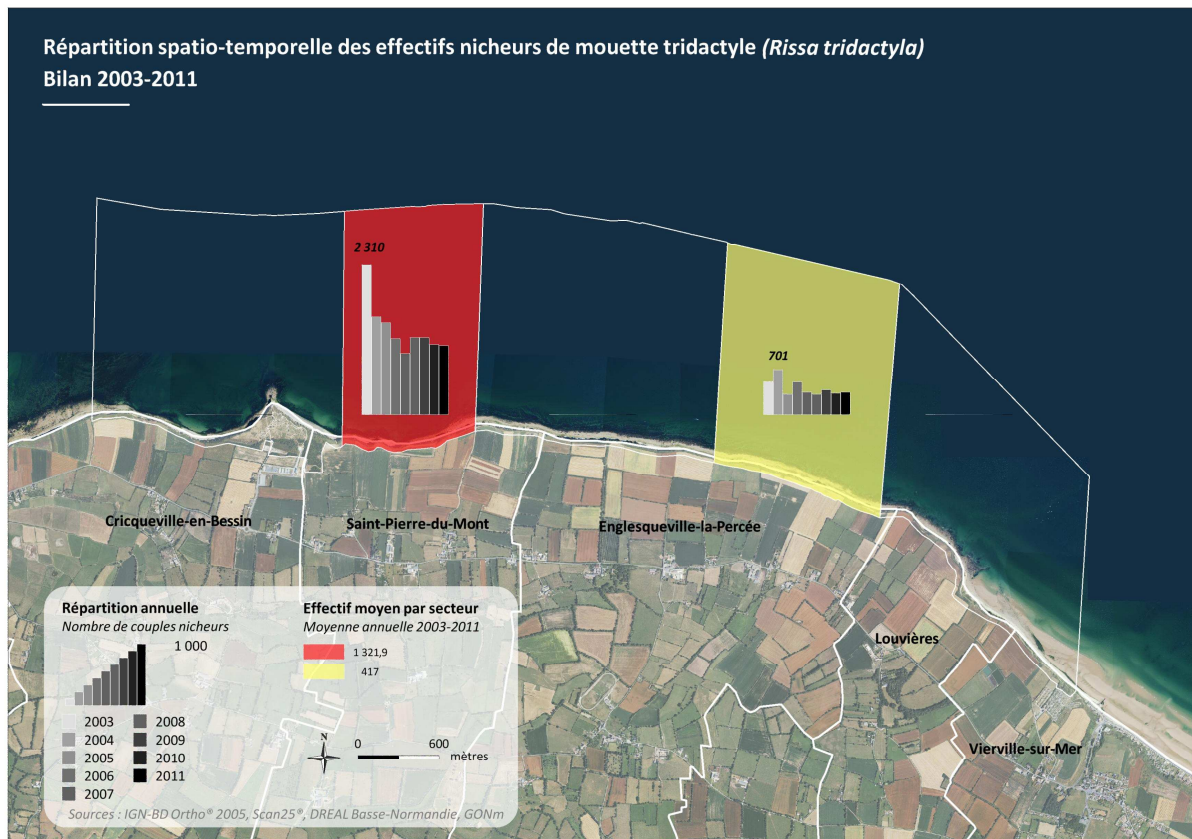 Répartition spatio-temporelle des effectifs nicheurs de mouette tridactyle (Rissa tridactyla)
Bilan 2003-2011
2 310
701
Cricqueville-en-Bessin
Saint-Pierre-du-Mont
Englesqueville-la-Percée
Louvières
Vierville-sur-Mer
Répartition annuelle
Nombre de couples nicheurs
1 000
2003
2004
2005
2006
2007
2008
2009
2010
2011
Effectif moyen par secteur
Moyenne annuelle 2003-2011
1 321,9
417
N
0 600
mètres
Sources : IGN-BD Ortho® 2005, Scan25®, DREAL Basse-Normandie, GONm